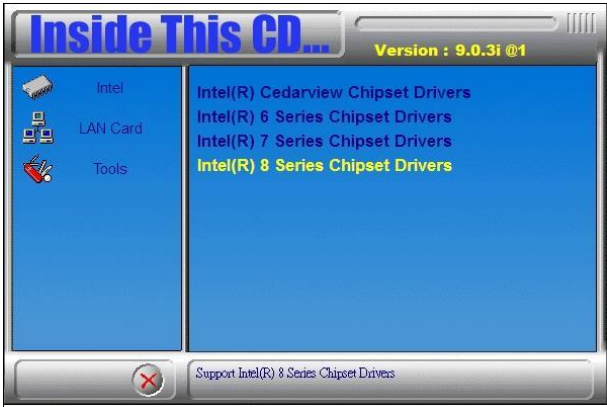 Inside This CD...
Version : 9.0.3i @1
Intel
LAN Card
Tools
Intel(R) Cedarview Chipset Drivers
Intel(R) 6 Series Chipset Drivers
Intel(R) 7 Series Chipset Drivers
Intel(R) 8 Series Chipset Drivers
Support Intel(R) 8 Series Chipset Drivers